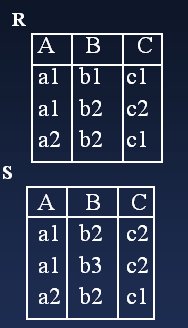 R
A B C
a1 b1 c1
a1 b2 c2
a2 b2 c1
S
A B C
a1 b2 c2
a1 b3 c2
a2 b2 c1